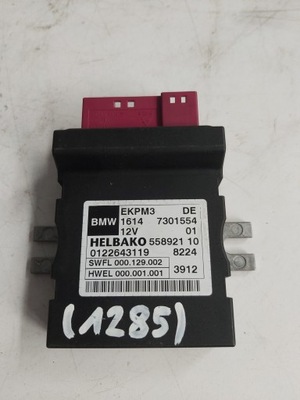 EKPM3 DE
BMW 1614 7301554
12V 01
HELBAKO 558921 10
0122643119 8224
SWFL 000.129.002
HWEL 000.001.001 3912
(1285)